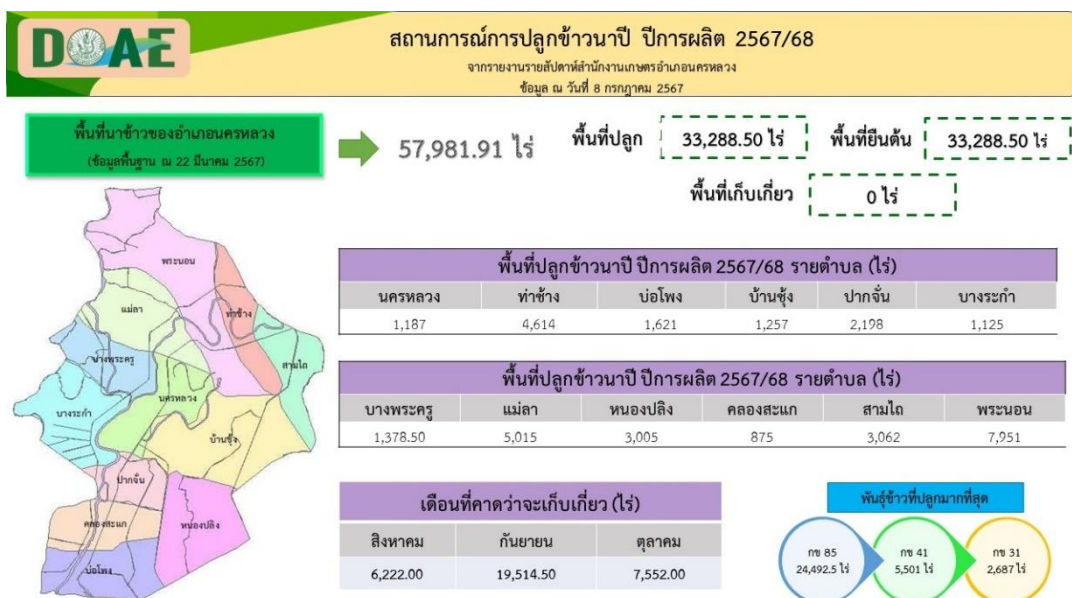 DOAE
สถานการณ์การปลูกข้าวนาปี ปีการผลิต 2567/68
จากรายงานรายสัปดาห์สำนักงานเกษตรอำเภอนครหลวง
ข้อมูล ณ วันที่ 8 กรกฎาคม 2567
พื้นที่นาข้าวของอำเภอนครหลวง
(ข้อมูลพื้นฐาน ณ 22 มีนาคม 2567)
57,981.91 ไร่
พื้นที่ปลูก 33,288.50 ไร่ พื้นที่ยืนต้น 33,288.50 ไร่
พื้นที่เก็บเกี่ยว 0 ไร่
พระนอน
แม่ลา
ท่าช้าง
บางพระครู
สามไถ
นครหลวง
บางระกำ
บ้านชุ้ง
ปากจั่น
คลองสะแก
หนองปลิง
บ่อโพง
พื้นที่ปลูกข้าวนาปี ปีการผลิต 2567/68 รายตำบล (ไร่)
นครหลวง ท่าช้าง บ่อโพง บ้านชุ้ง ปากจั่น บางระกำ
1,187 4,614 1,621 1,257 2,198 1,125
พื้นที่ปลูกข้าวนาปี ปีการผลิต 2567/68 รายตำบล (ไร่)
บางพระครู แม่ลา หนองปลิง คลองสะแก สามไถ พระนอน
1,378.50 5,015 3,005 875 3,062 7,951
เดือนที่คาดว่าจะเก็บเกี่ยว (ไร่)
สิงหาคม กันยายน ตุลาคม
6,222.00 19,514.50 7,552.00
พันธุ์ข้าวที่ปลูกมากที่สุด
กข 85 กข 41 กข 31
24,492.5 ไร่ 5,501 ไร่ 2,687 ไร่